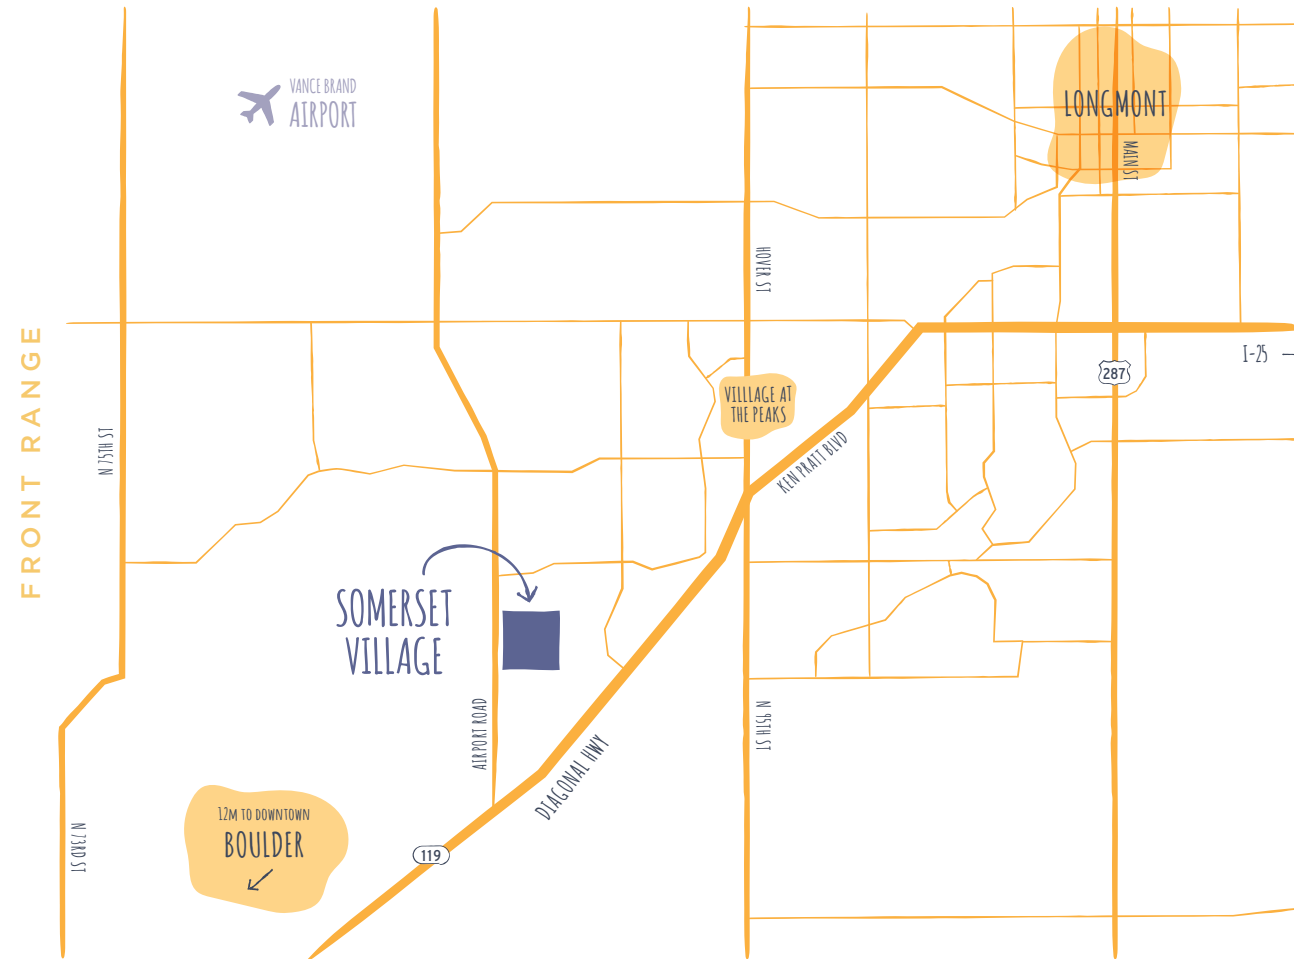 VANCE BRAND
AIRPORT
LONGMONT
MAIN ST
HOVER ST
FRONT RANGE
I-25
287
VILLLAGE AT
THE PEAKS
N 75TH ST
KEN PRATT BLVD
SOMERSET
VILLAGE
AIRPORT ROAD
N 95TH ST
DIAGONAL HWY
12M TO DOWNTOWN
BOULDER
N 73RD ST
119